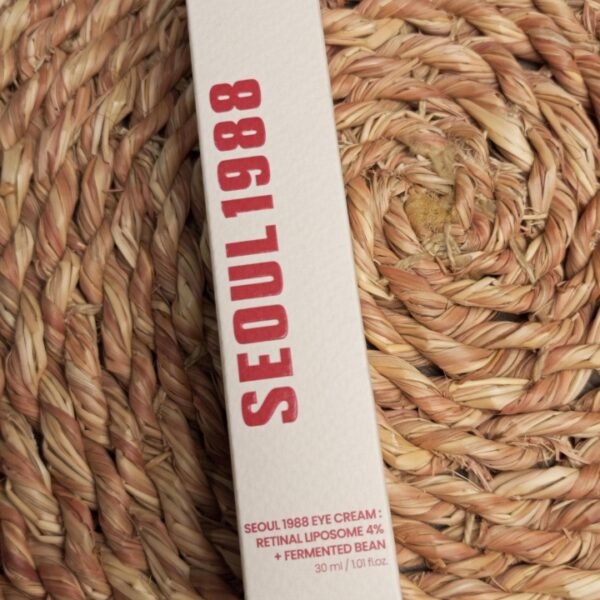 SEOUL1988
SEOUL 1988 EYE CREAM :
RETINAL LIPOSOME 4%
+ FERMENTED BEAN
30 ml / 1.01 fl.oz.